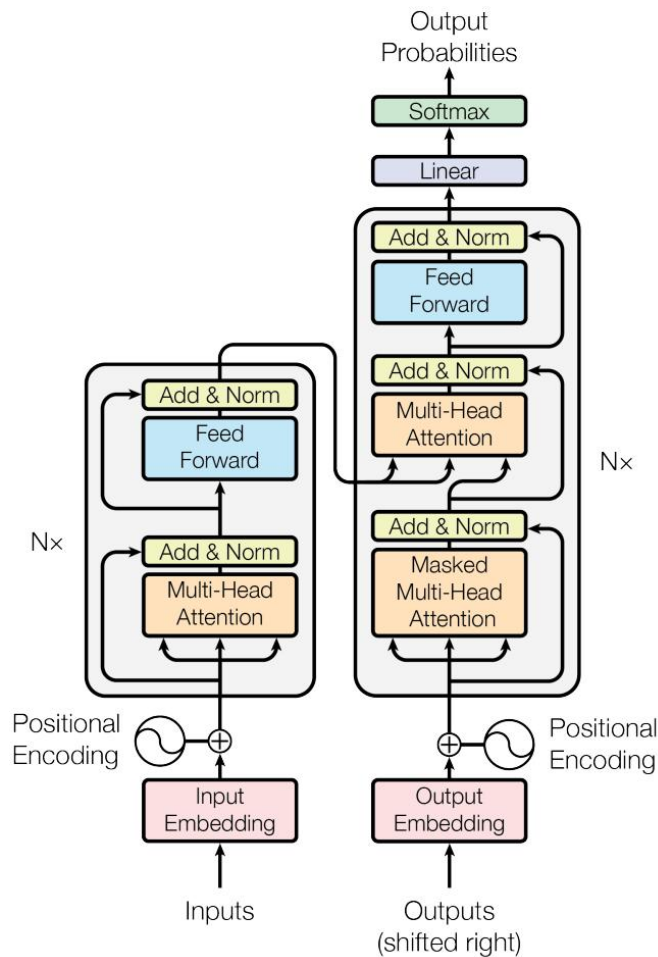 Output
Probabilities
Softmax
Linear
Add & Norm
Feed
Forward
Add & Norm
Multi-Head
Attention
Add & Norm
Masked
Multi-Head
Attention
N×
Add & Norm
Feed
Forward
Add & Norm
Multi-Head
Attention
N×
Positional
Encoding
Positional
Encoding
Input
Embedding
Output
Embedding
Inputs
Outputs
(shifted right)